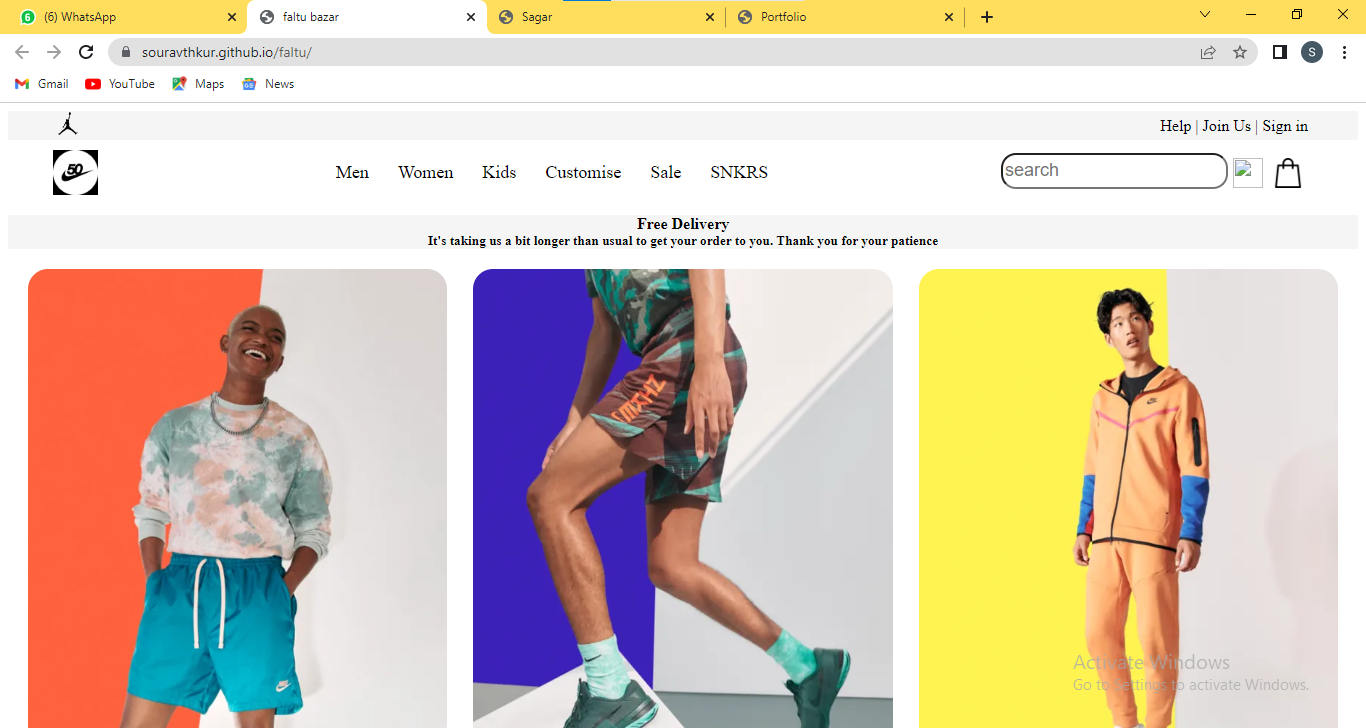 (6) WhatsApp
faltu bazar
Sagar
Portfolio
souravthkur.github.io/faltu/
S
Gmail
YouTube
Maps
News
Help | Join Us | Sign in
50
Men
Women
Kids
Customise
Sale
SNKRS
search
Free Delivery
It's taking us a bit longer than usual to get your order to you. Thank you for your patience
Activate Windows
Go to Settings to activate Windows.